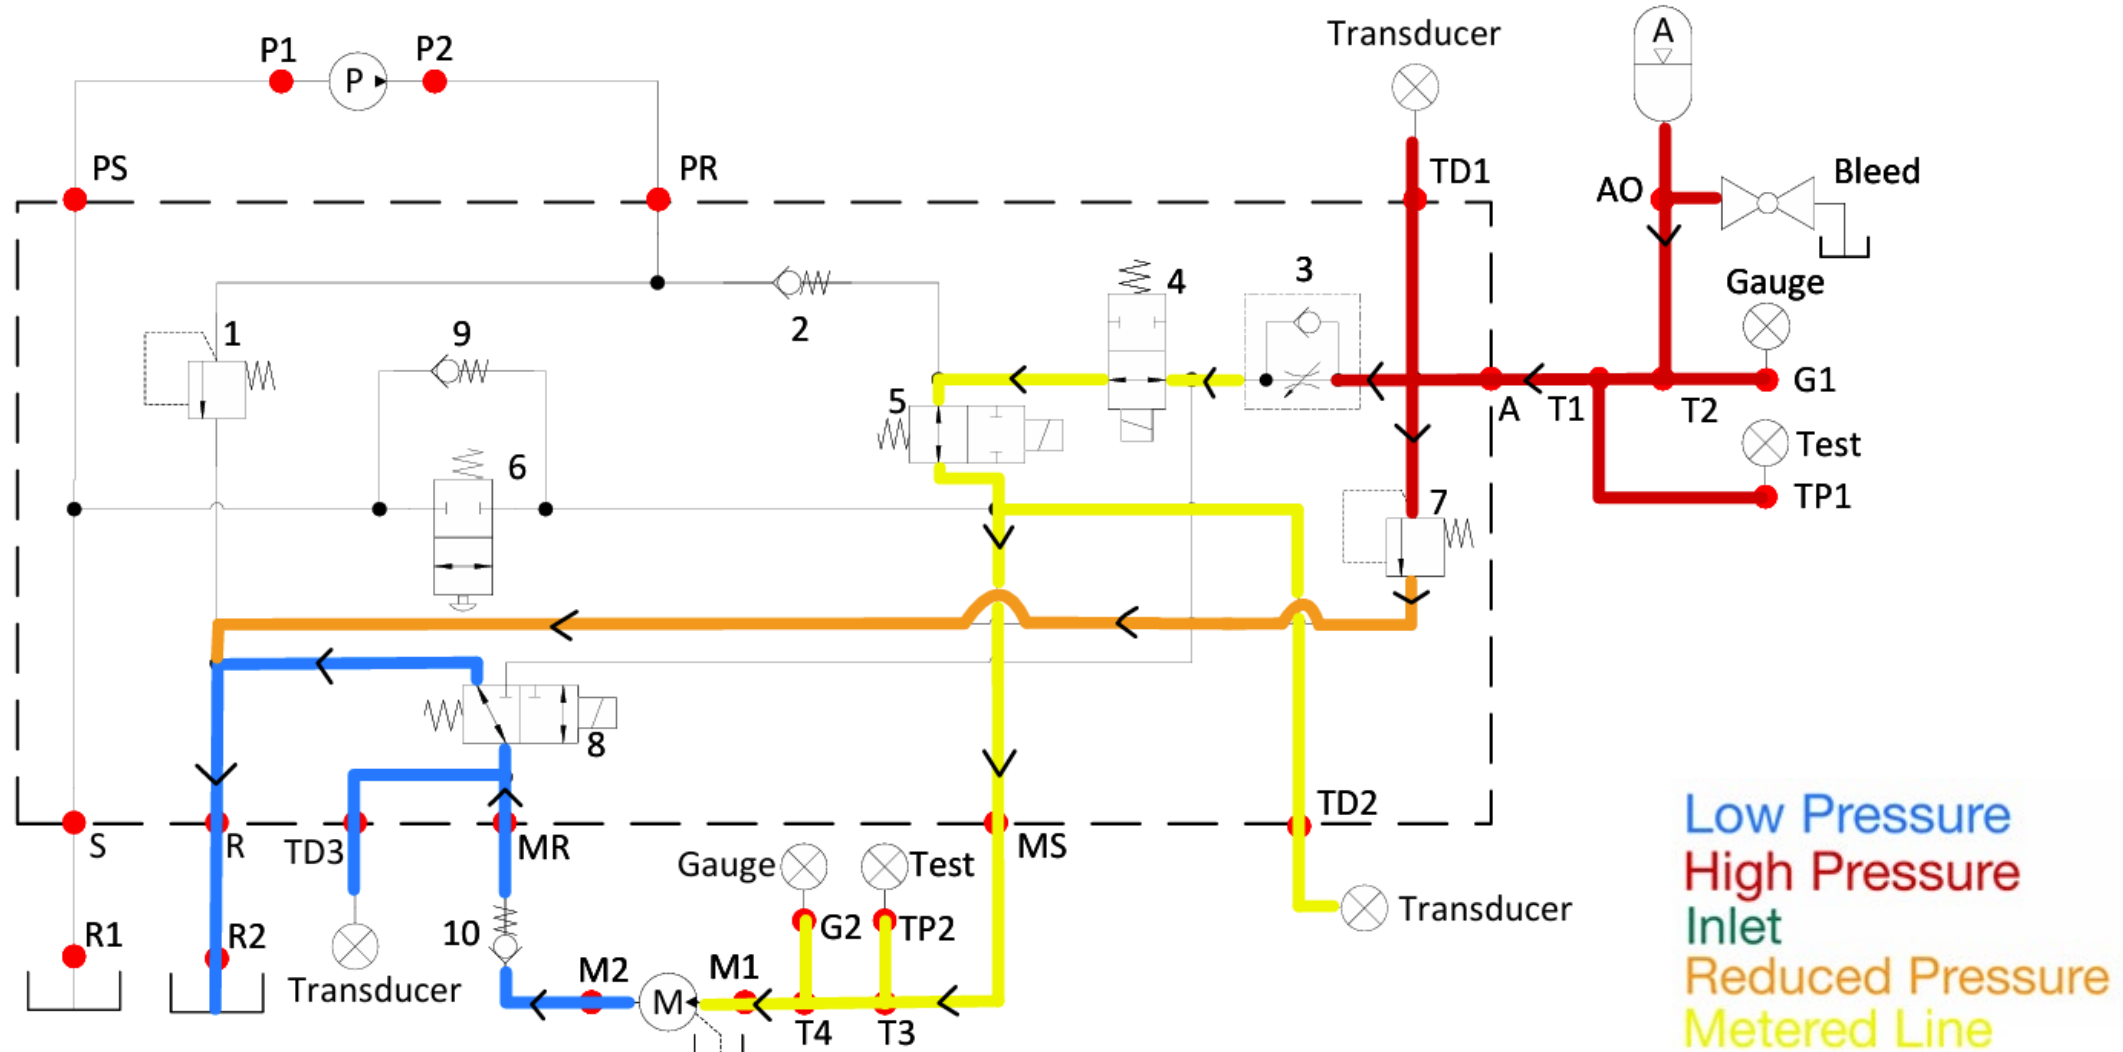 Transducer
A
P1
P
P2
PS
PR
TD1
AO
Bleed
Gauge
4
3
1
9
2
5
A
T1
T2
G1
6
7
Test
TP1
8
S
R
TD3
MR
MS
TD2
Gauge
Test
Transducer
R1
R2
10
G2
TP2
Transducer
M2
M
M1
T4
T3
Low Pressure
High Pressure
Inlet
Reduced Pressure
Metered Line